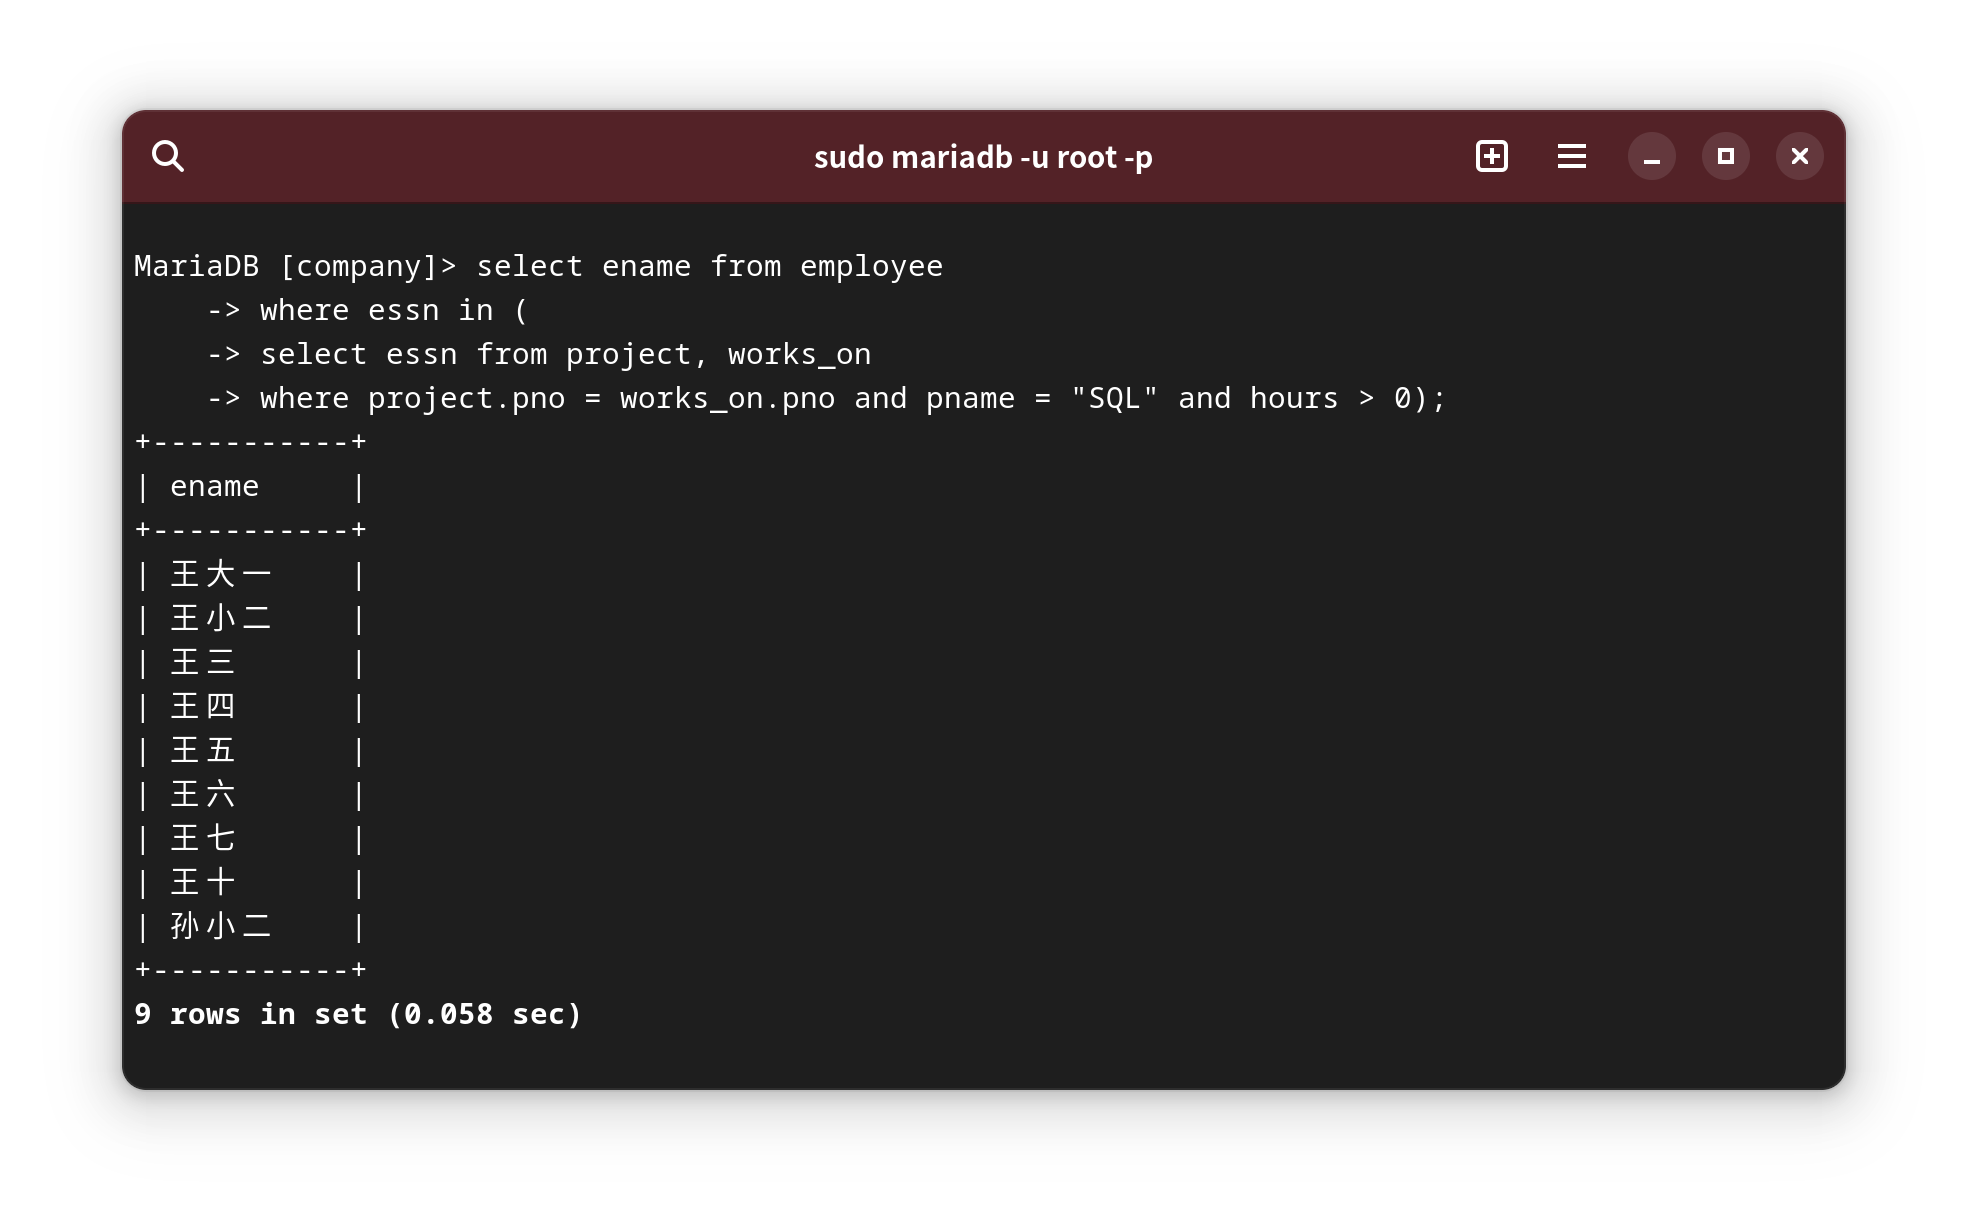 sudo mariadb -u root -p
MariaDB [company]> select ename from employee
    -> where essn in (
    -> select essn from project, works_on
    -> where project.pno = works_on.pno and pname = "SQL" and hours > 0);
+-----------+
| ename     |
+-----------+
| 王大一    |
| 王小二    |
| 王三      |
| 王四      |
| 王五      |
| 王六      |
| 王七      |
| 王十      |
| 孙小二    |
+-----------+
9 rows in set (0.058 sec)